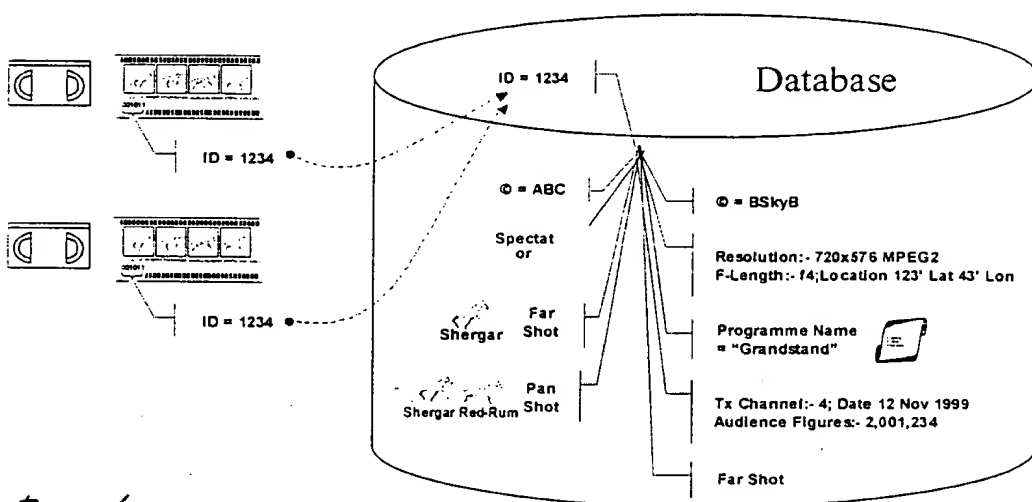 ID = 1234
Database
001011
ID = 1234
© = ABC
© = BSkyB
Spectat
or
Resolution:- 720x576 MPEG2
F-Length:- f4;Location 123' Lat 43' Lon
001011
ID = 1234
Far
Shot
Shergar
Programme Name
= "Grandstand"
Pan
Shot
Shergar Red-Rum
Tx Channel:- 4; Date 12 Nov 1999
Audience Figures:- 2,001,234
Far Shot